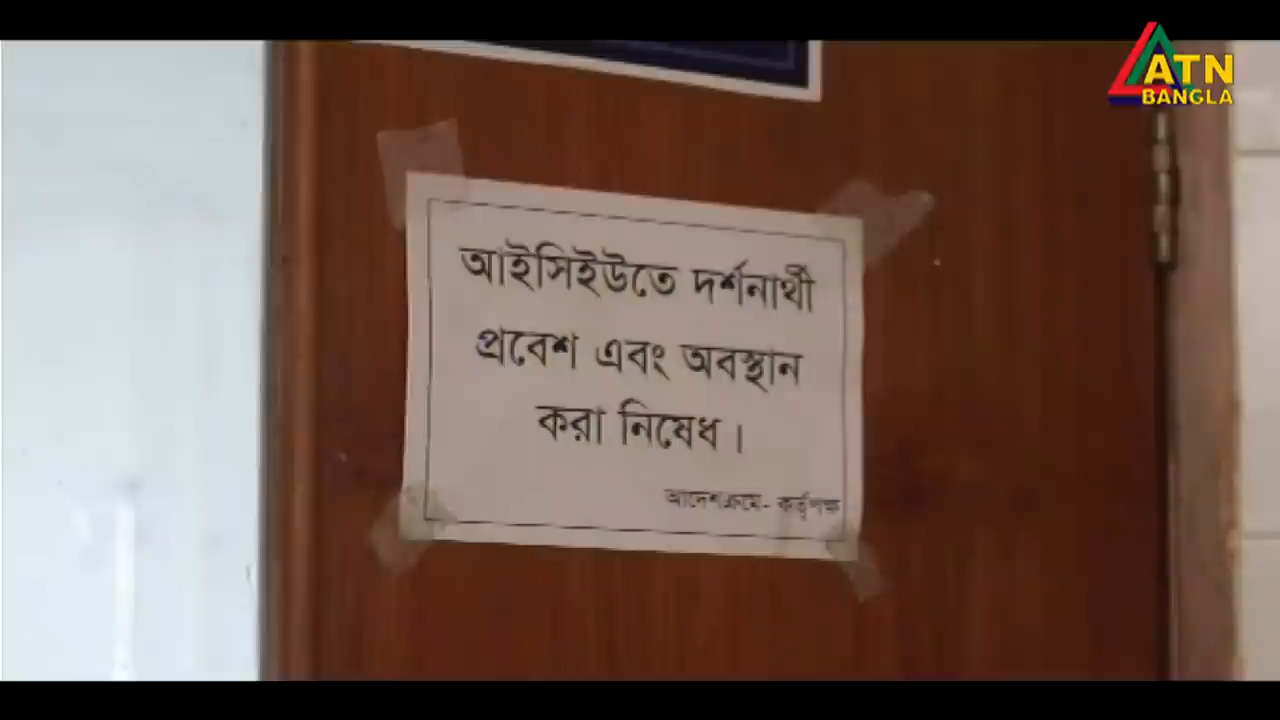 ATN
BANGLA
আইসিইউতে দর্শনার্থী
প্রবেশ এবং অবস্থান
করা নিষেধ।
আদেশক্রমে- কর্তৃপক্ষ